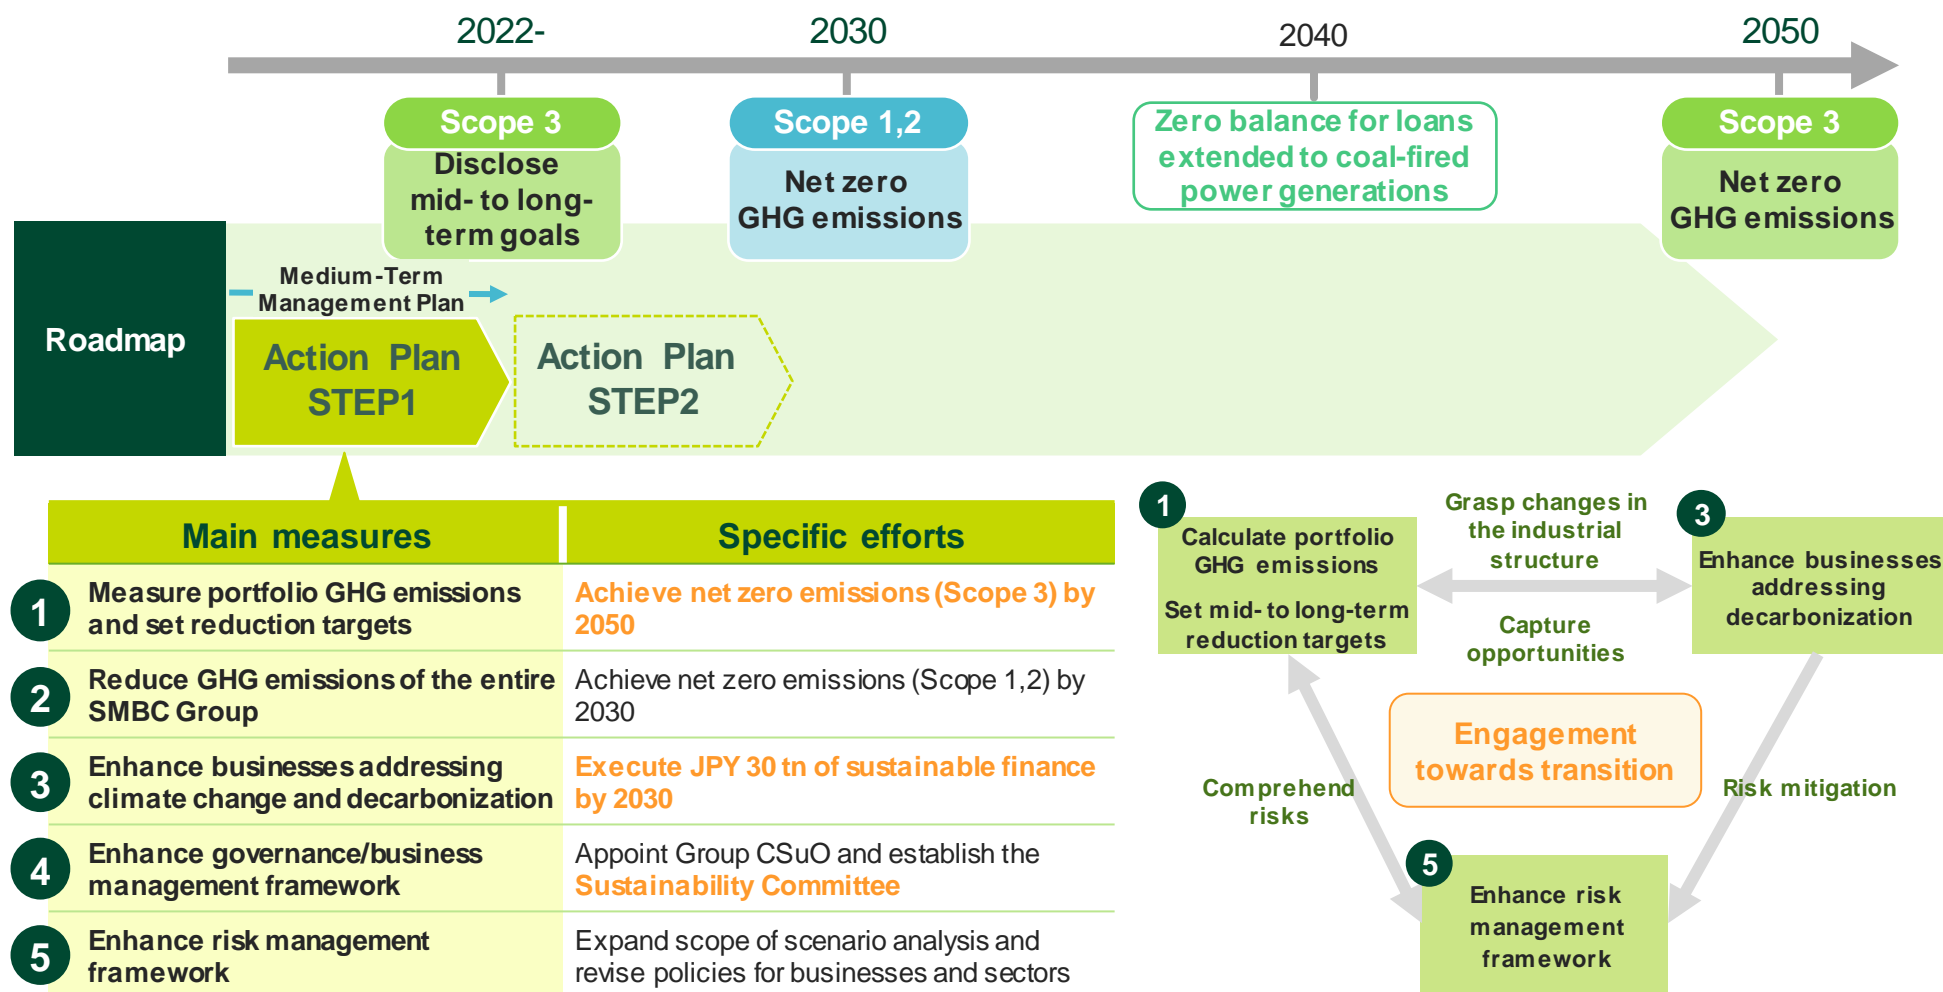 2022-
2030
2040
2050
Scope 3
Disclose
mid- to long-
term goals
Scope 1,2
Net zero
GHG emissions
Zero balance for loans
extended to coal-fired
power generations
Scope 3
Net zero
GHG emissions
Roadmap
Medium-Term
Management Plan
Action Plan
STEP1
Action Plan
STEP2
Main measures
Specific efforts
1
Measure portfolio GHG emissions
and set reduction targets
Achieve net zero emissions (Scope 3) by
2050
2
Reduce GHG emissions of the entire
SMBC Group
Achieve net zero emissions (Scope 1,2) by
2030
3
Enhance businesses addressing
climate change and decarbonization
Execute JPY 30 tn of sustainable finance
by 2030
4
Enhance governance/business
management framework
Appoint Group CSuO and establish the
Sustainability Committee
5
Enhance risk management
framework
Expand scope of scenario analysis and
revise policies for businesses and sectors
1
Calculate portfolio
GHG emissions
Set mid- to long-term
reduction targets
Grasp changes in
the industrial
structure
Capture
opportunities
3
Enhance businesses
addressing
decarbonization
Engagement
towards transition
Comprehend
risks
Risk mitigation
5
Enhance risk
management
framework